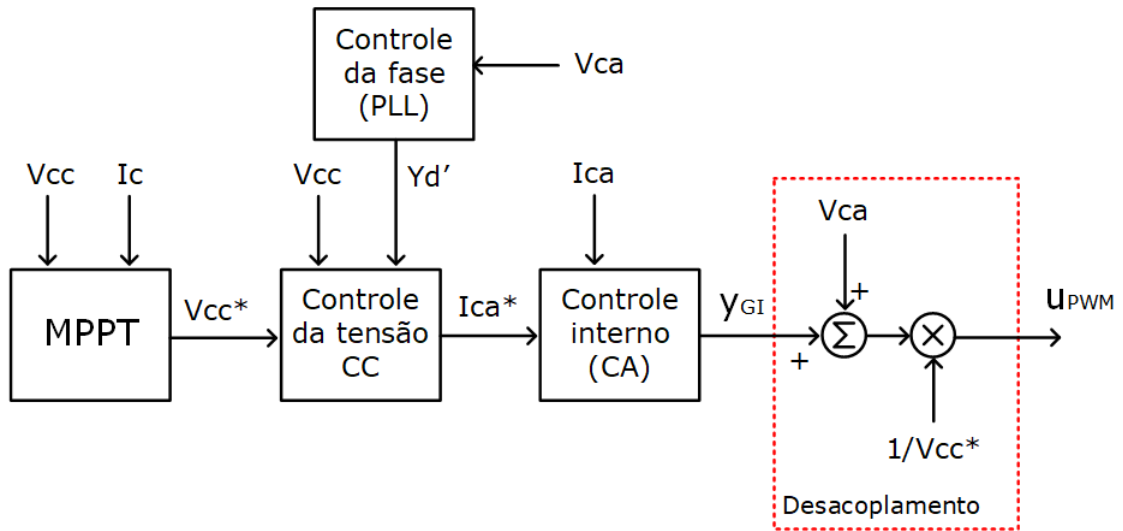 Controle
da fase
(PLL)
Vca
Vcc
Ic
Vcc
Yd’
Ica
Vca
+
MPPT
Vcc*
Controle
da tensão
CC
Ica*
Controle
interno
(CA)
yGI
+
Σ
×
uPWM
1/Vcc*
Desacoplamento